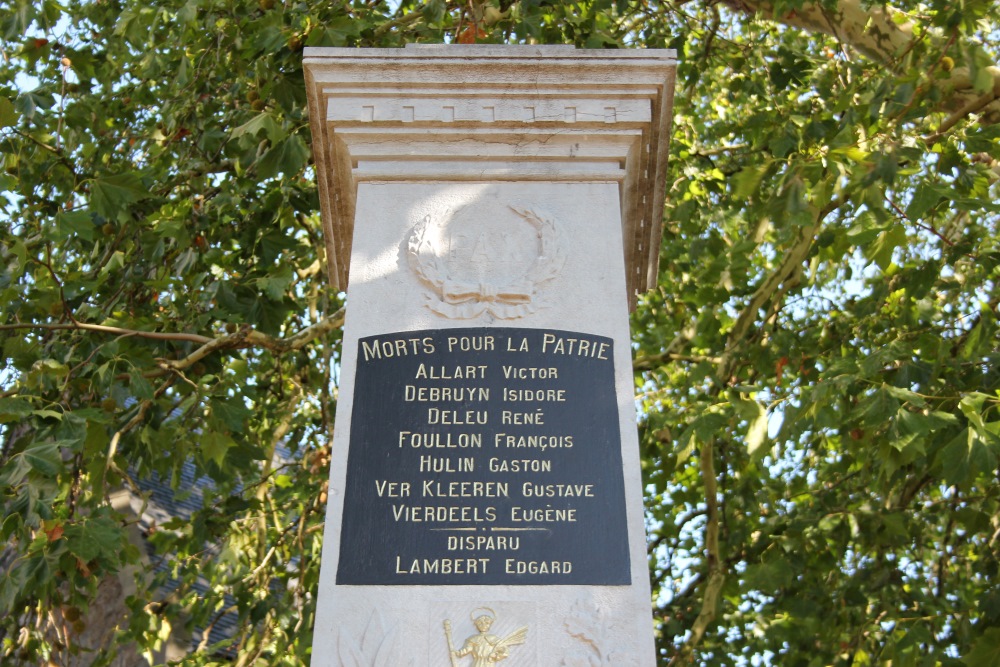 PAX
MORTS POUR LA PATRIE
ALLART VICTOR
DEBRUYN ISIDORE
DELEU RENÉ
FOULLON FRANÇOIS
HULIN GASTON
VER KLEEREN GUSTAVE
VIERDEELS EUGÈNE
DISPARU
LAMBERT EDGARD